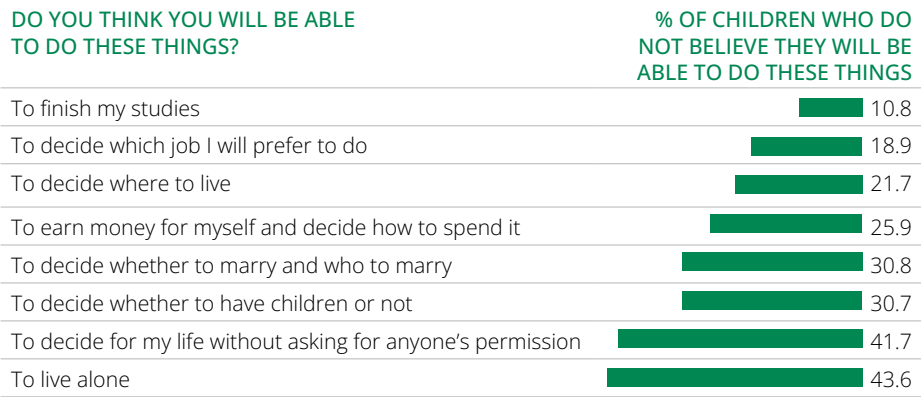 DO YOU THINK YOU WILL BE ABLE
TO DO THESE THINGS?
% OF CHILDREN WHO DO
NOT BELIEVE THEY WILL BE
ABLE TO DO THESE THINGS
To finish my studies 10.8
To decide which job I will prefer to do 18.9
To decide where to live 21.7
To earn money for myself and decide how to spend it 25.9
To decide whether to marry and who to marry 30.8
To decide whether to have children or not 30.7
To decide for my life without asking for anyone’s permission 41.7
To live alone 43.6